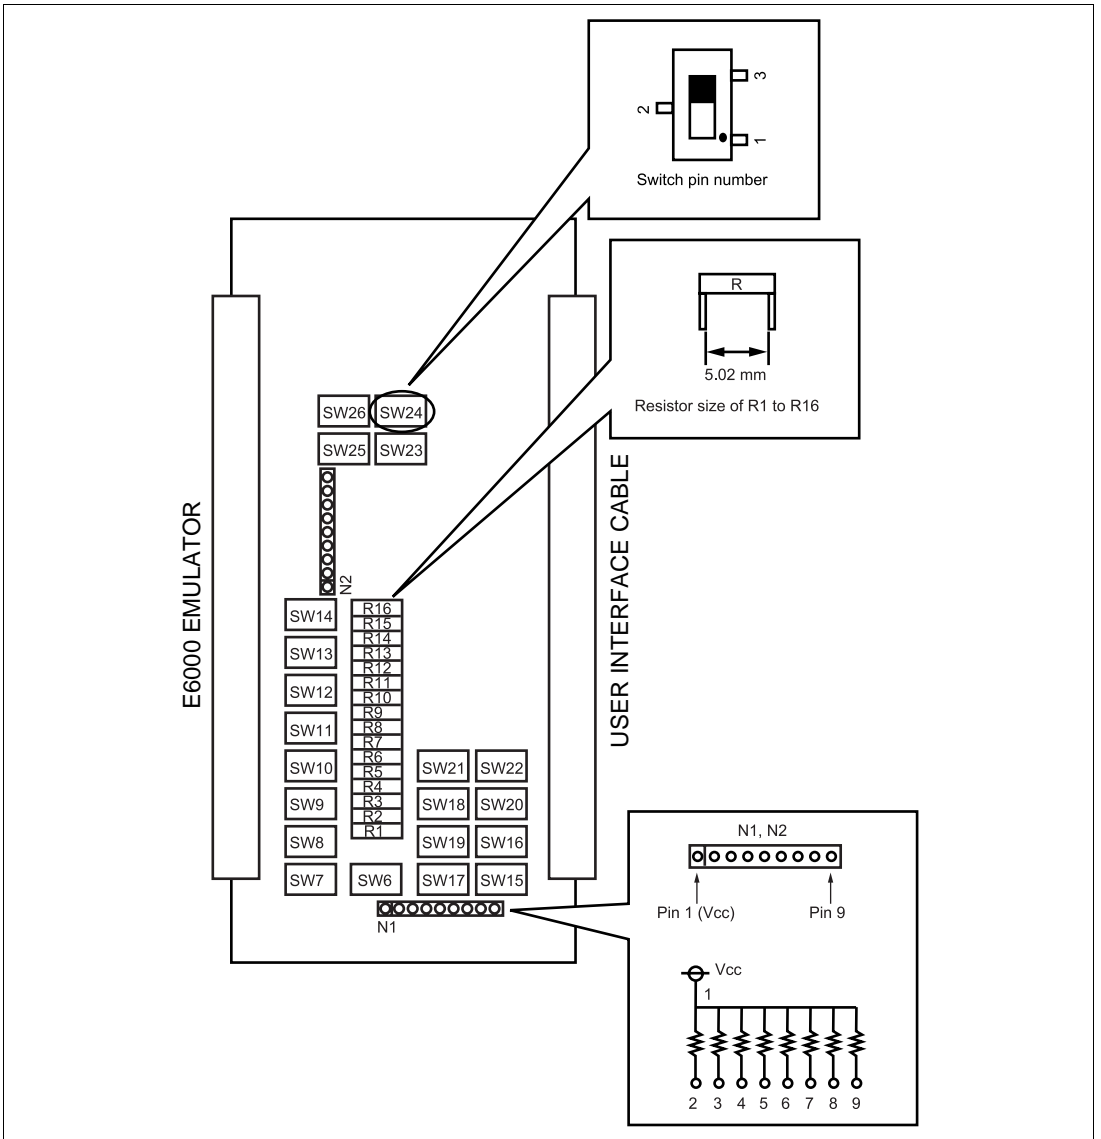 3
2
1
Switch pin number
R
5.02 mm
Resistor size of R1 to R16
SW26
SW24
SW25
SW23
E6000 EMULATOR
USER INTERFACE CABLE
N2
SW14
SW13
SW12
SW11
SW10
SW9
SW8
SW7
R16
R15
R14
R13
R12
R11
R10
R9
R8
R7
R6
R5
R4
R3
R2
R1
SW21
SW22
SW18
SW20
SW19
SW16
SW6
SW17
SW15
N1
N1, N2
Pin 1 (Vcc)
Pin 9
Vcc
1
2 3 4 5 6 7 8 9